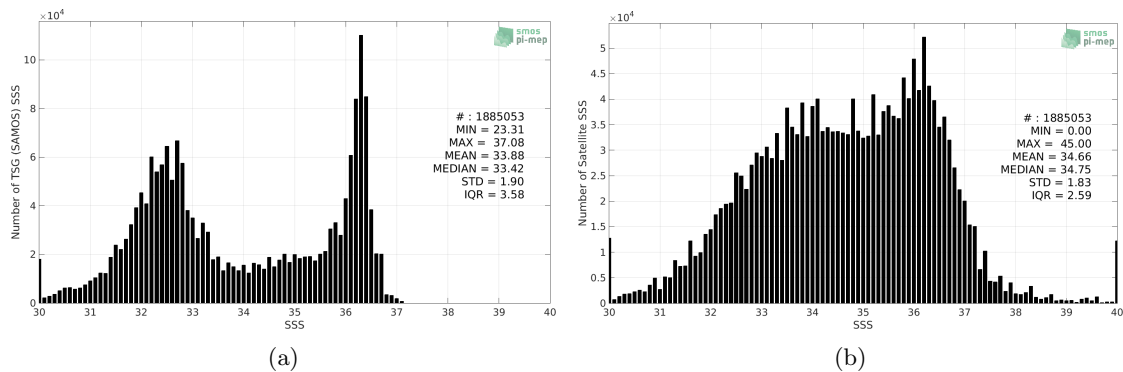 ×10⁴
smos
pi-mep
10
8
6
4
2
0
Number of TSG (SAMOS) SSS
# : 1885053
MIN = 23.31
MAX = 37.08
MEAN = 33.88
MEDIAN = 33.42
STD = 1.90
IQR = 3.58
30 31 32 33 34 35 36 37 38 39 40
SSS
(a)
×10⁴
smos
pi-mep
5
4.5
4
3.5
3
2.5
2
1.5
1
0.5
0
Number of Satellite SSS
# : 1885053
MIN = 0.00
MAX = 45.00
MEAN = 34.66
MEDIAN = 34.75
STD = 1.83
IQR = 2.59
30 31 32 33 34 35 36 37 38 39 40
SSS
(b)